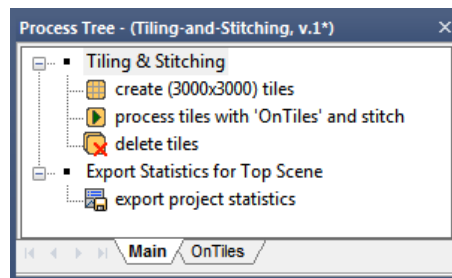 Process Tree - (Tiling-and-Stitching, v.1*)
Tiling & Stitching
create (3000x3000) tiles
process tiles with 'OnTiles' and stitch
delete tiles
Export Statistics for Top Scene
export project statistics
Main OnTiles